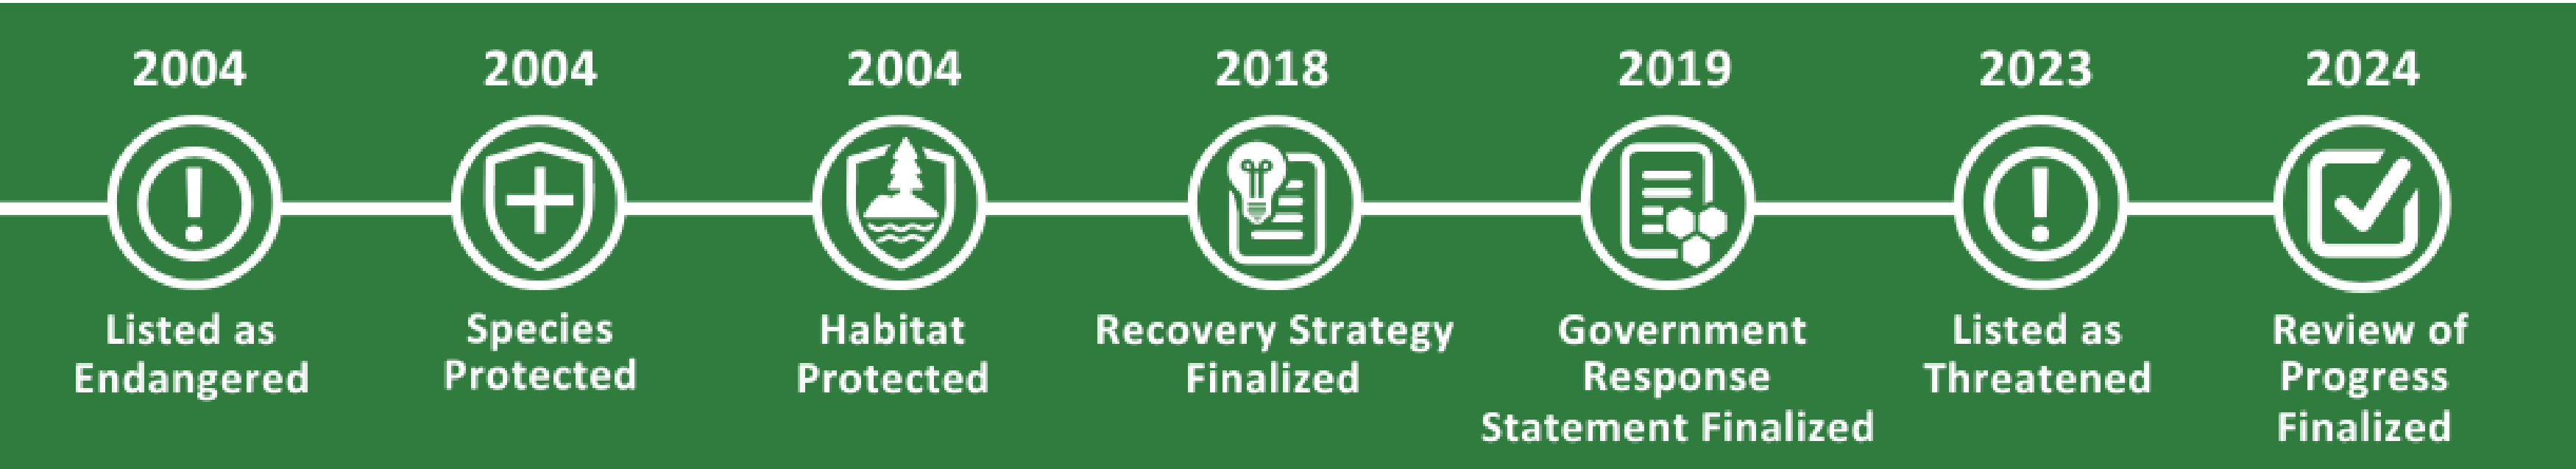 2004
Listed as
Endangered
2004
Species
Protected
2004
Habitat
Protected
2018
Recovery Strategy
Finalized
2019
Government
Response
Statement Finalized
2023
Listed as
Threatened
2024
Review of
Progress
Finalized